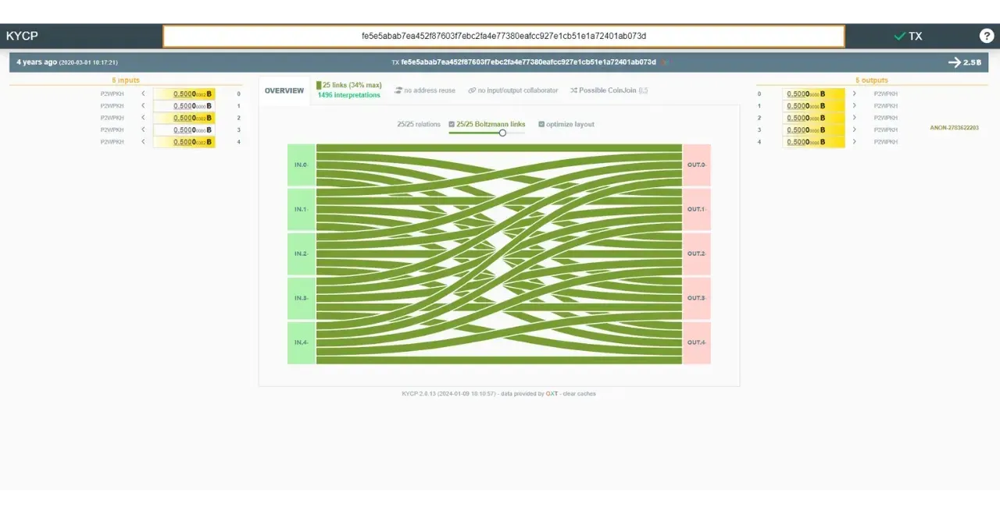 KYCP
fe5e5abab7ea452f87603f7ebc2fa4e77380eafcc927e1cb51e1a72401ab073d
TX
?
4 years ago (2020-03-01 10:17:21)
TX fe5e5abab7ea452f87603f7ebc2fa4e77380eafcc927e1cb51e1a72401ab073d
2.5B
5 inputs
P2WPKH < 0.50000302 B 0
P2WPKH < 0.50000000 B 1
P2WPKH < 0.50000302 B 2
P2WPKH < 0.50000000 B 3
P2WPKH < 0.50000302 B 4
OVERVIEW
25 links (34% max)
1496 interpretations
no address reuse
no input/output collaborator
Possible CoinJoin
25/25 relations
25/25 Boltzmann links
optimize layout
IN.0
IN.1
IN.2
IN.3
IN.4
OUT.0
OUT.1
OUT.2
OUT.3
OUT.4
5 outputs
0 0.50000000 B > P2WPKH
1 0.50000000 B > P2WPKH
2 0.50000000 B > P2WPKH
3 0.50000000 B > P2WPKH
4 0.50000000 B > P2WPKH
ANON-2783622203
KYCP 2.0.13 (2024-01-09 18:10:57) - data provided by OXT - clear caches